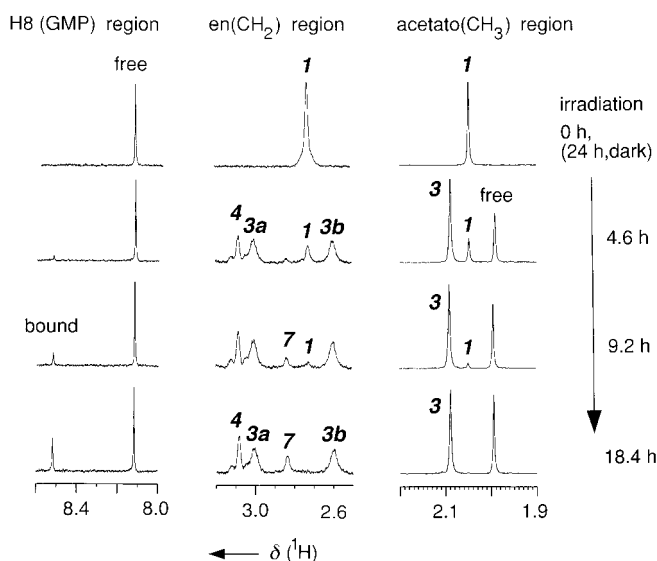 H8 (GMP) region en(CH₂) region acetato(CH₃) region
free 1 1 irradiation
0 h,
(24 h,dark)
4 3a 1 3b 3 1 free 4.6 h
bound 7 1 3 1 9.2 h
4 3a 7 3b 3 18.4 h
8.4 8.0 3.0 2.6 2.1 1.9
δ (¹H)